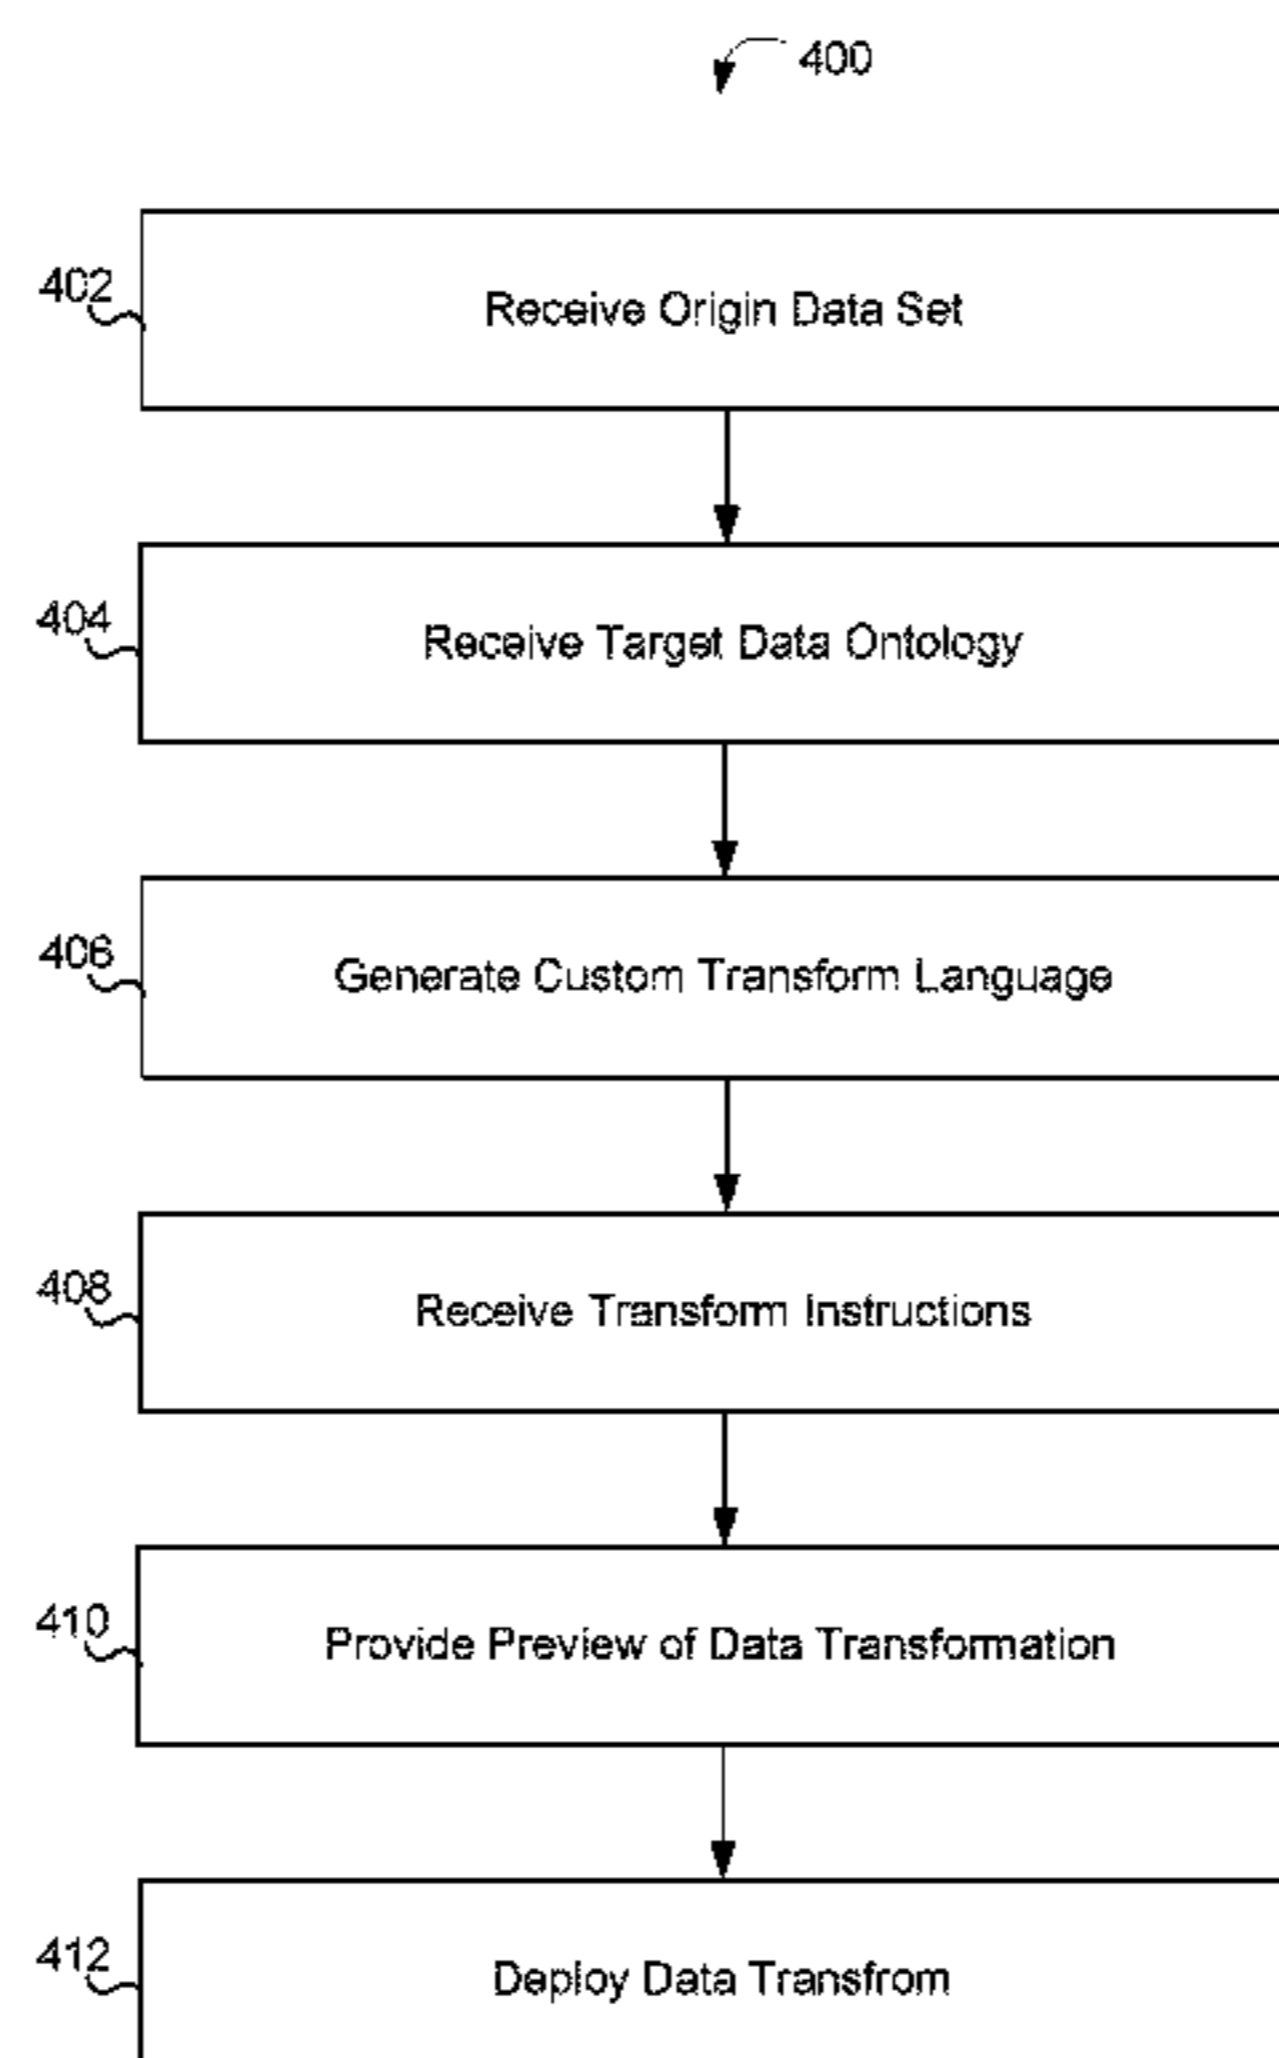 400
402
Receive Origin Data Set
404
Receive Target Data Ontology
406
Generate Custom Transform Language
408
Receive Transform Instructions
410
Provide Preview of Data Transformation
412
Deploy Data Transfrom